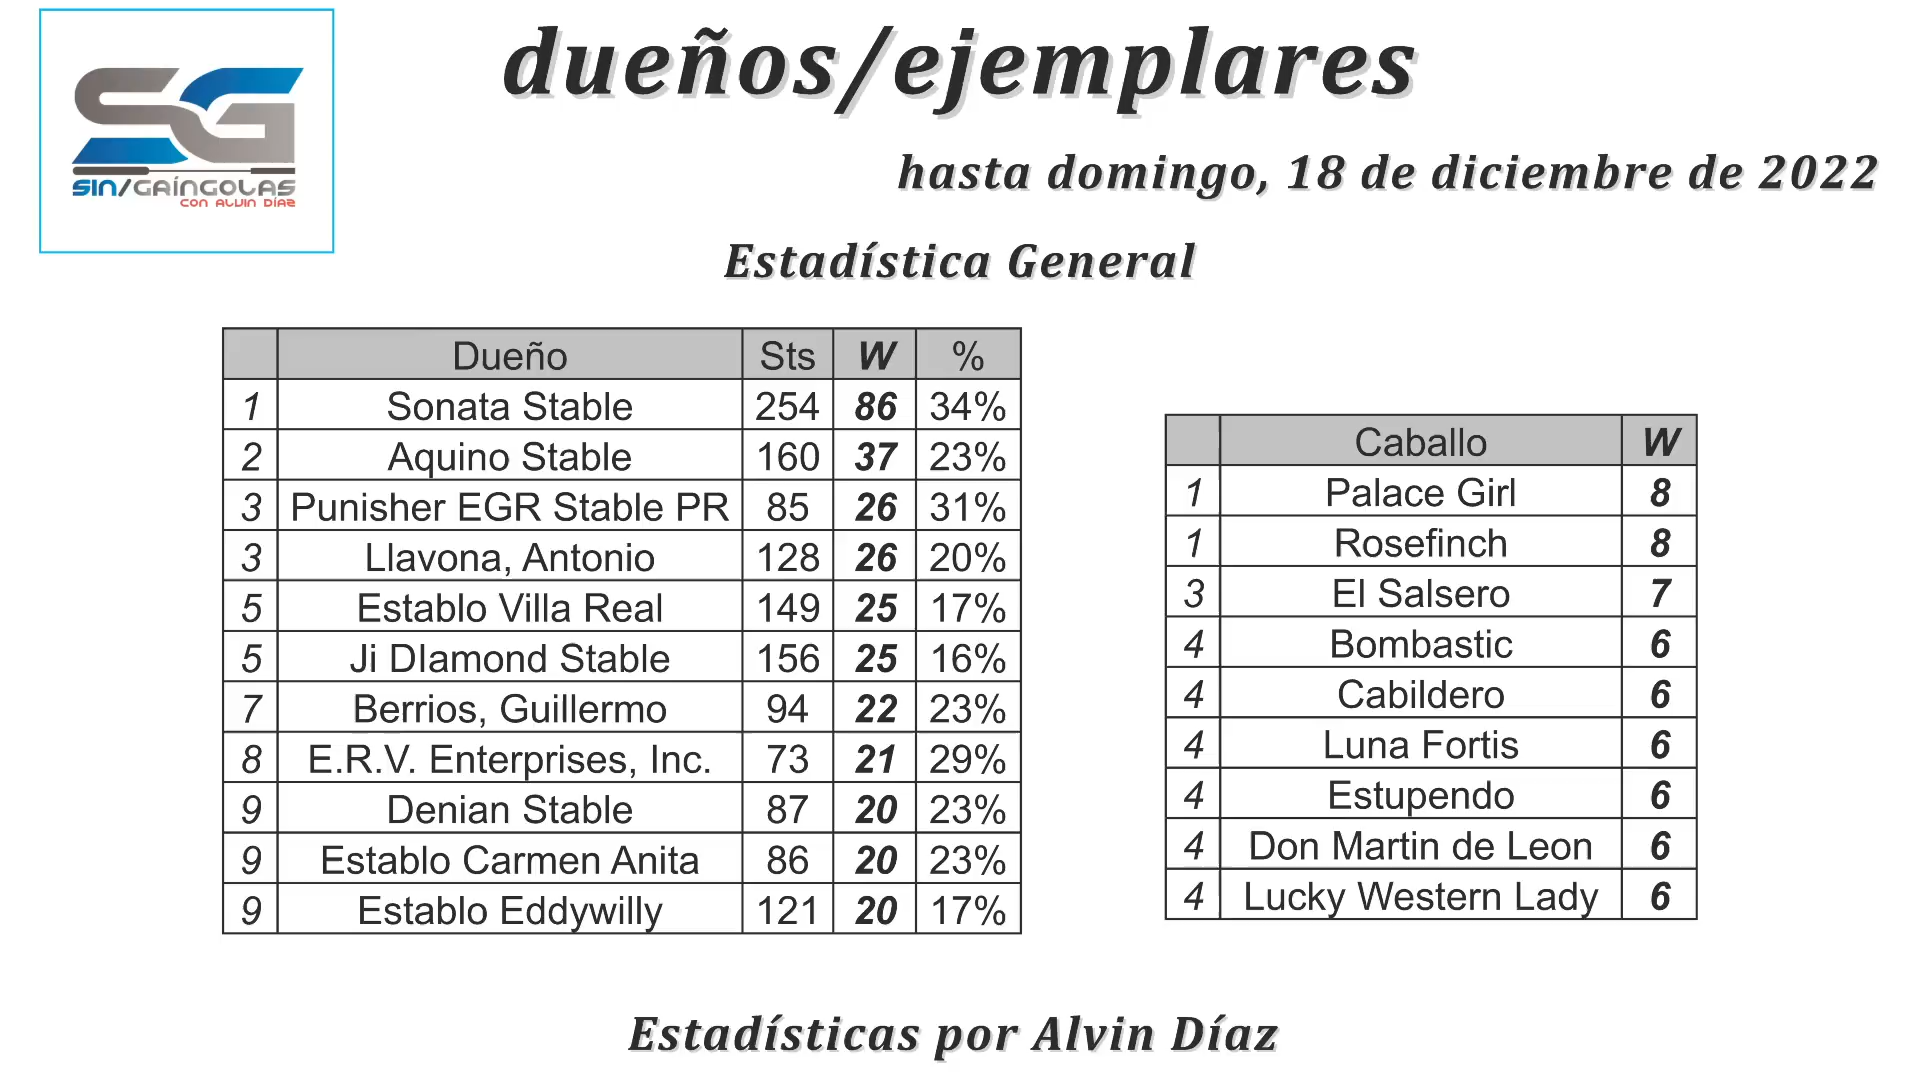 SG
SIN/GRÍNGOLAS
CON ALVIN DÍAZ
dueños/ejemplares
hasta domingo, 18 de diciembre de 2022
Estadística General
Dueño Sts W %
1 Sonata Stable 254 86 34%
2 Aquino Stable 160 37 23%
3 Punisher EGR Stable PR 85 26 31%
3 Llavona, Antonio 128 26 20%
5 Establo Villa Real 149 25 17%
5 Ji DIamond Stable 156 25 16%
7 Berrios, Guillermo 94 22 23%
8 E.R.V. Enterprises, Inc. 73 21 29%
9 Denian Stable 87 20 23%
9 Establo Carmen Anita 86 20 23%
9 Establo Eddywilly 121 20 17%
Caballo W
1 Palace Girl 8
1 Rosefinch 8
3 El Salsero 7
4 Bombastic 6
4 Cabildero 6
4 Luna Fortis 6
4 Estupendo 6
4 Don Martin de Leon 6
4 Lucky Western Lady 6
Estadísticas por Alvin Díaz